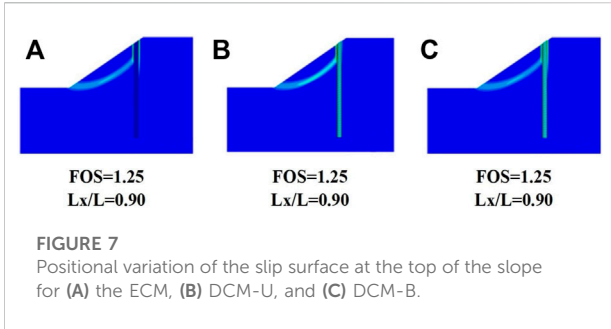 A
B
C
FOS=1.25
Lx/L=0.90
FOS=1.25
Lx/L=0.90
FOS=1.25
Lx/L=0.90
FIGURE 7
Positional variation of the slip surface at the top of the slope
for (A) the ECM, (B) DCM-U, and (C) DCM-B.